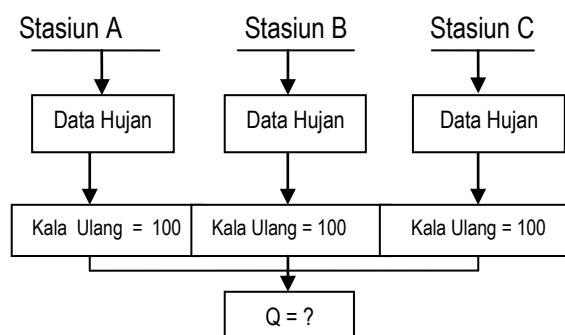 Stasiun A
Stasiun B
Stasiun C
Data Hujan
Data Hujan
Data Hujan
Kala Ulang = 100
Kala Ulang = 100
Kala Ulang = 100
Q = ?